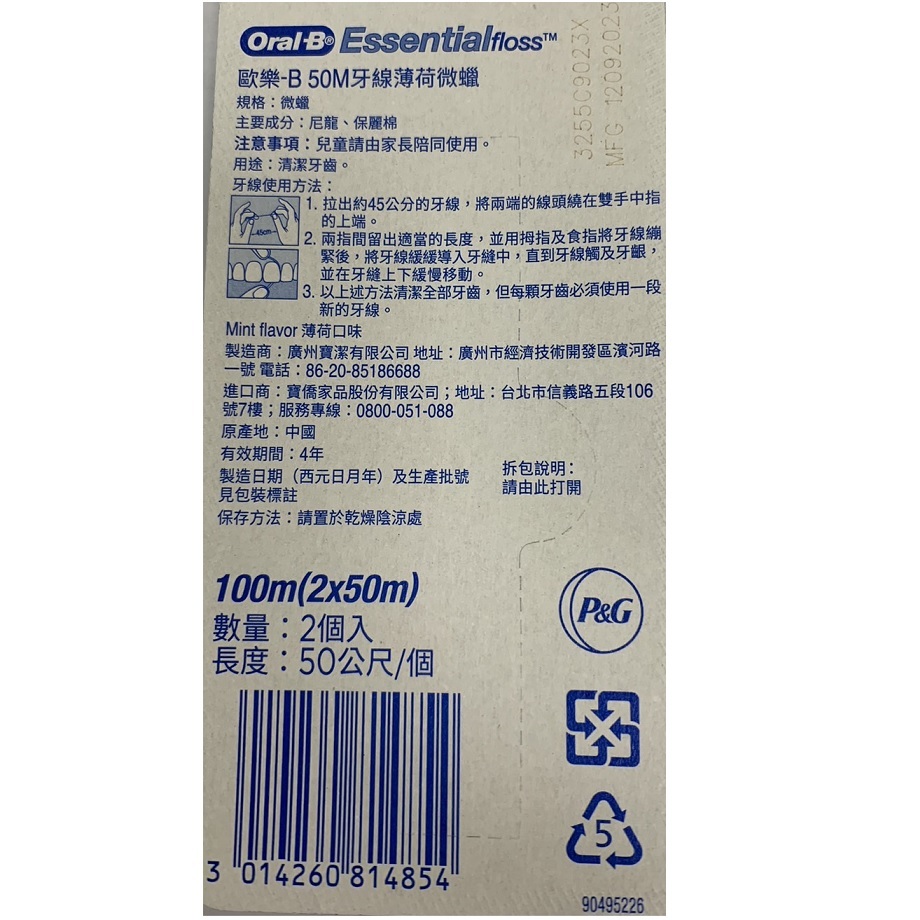 Oral-B® Essentialfloss™
歐樂-B 50M牙線薄荷微蠟
規格：微蠟
主要成分：尼龍、保麗棉
注意事項：兒童請由家長陪同使用。
用途：清潔牙齒。
牙線使用方法：
45cm
1. 拉出約45公分的牙線，將兩端的線頭繞在雙手中指
的上端。
2. 兩指間留出適當的長度，並用拇指及食指將牙線繃
緊後，將牙線緩緩導入牙縫中，直到牙線觸及牙齦，
並在牙縫上下緩慢移動。
3. 以上述方法清潔全部牙齒，但每顆牙齒必須使用一段
新的牙線。
Mint flavor 薄荷口味
製造商：廣州寶潔有限公司 地址：廣州市經濟技術開發區濱河路
一號 電話：86-20-85186688
進口商：寶僑家品股份有限公司；地址：台北市信義路五段106
號7樓；服務專線：0800-051-088
原產地：中國
有效期間：4年
製造日期（西元日月年）及生產批號
見包裝標註
保存方法：請置於乾燥陰涼處
拆包說明：
請由此打開
3255C9023X
MFG 12092023
100m(2x50m)
數量：2個入
長度：50公尺/個
P&G
5
3 014260 814854
90495226